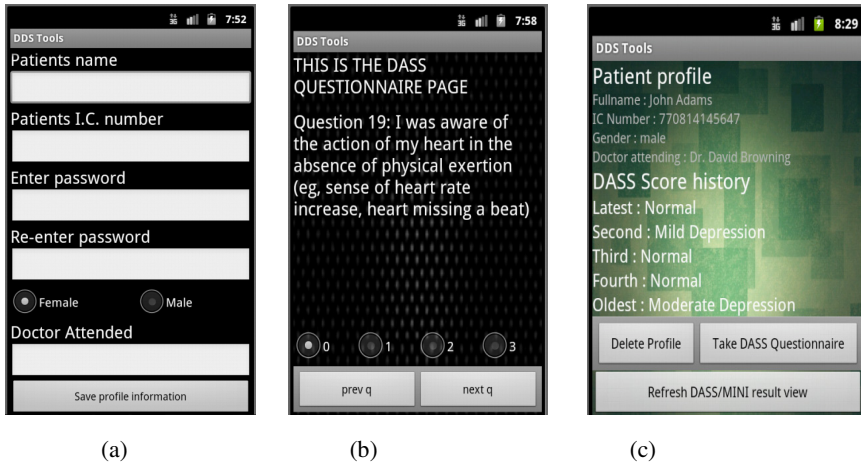 7:52
DDS Tools
Patients name
Patients I.C. number
Enter password
Re-enter password
Female Male
Doctor Attended
Save profile information
(a)
7:58
DDS Tools
THIS IS THE DASS
QUESTIONNAIRE PAGE
Question 19: I was aware of
the action of my heart in the
absence of physical exertion
(eg, sense of heart rate
increase, heart missing a beat)
0 1 2 3
prev q next q
(b)
8:29
DDS Tools
Patient profile
Fullname : John Adams
IC Number : 770814145647
Gender : male
Doctor attending : Dr. David Browning
DASS Score history
Latest : Normal
Second : Mild Depression
Third : Normal
Fourth : Normal
Oldest : Moderate Depression
Delete Profile Take DASS Questionnaire
Refresh DASS/MINI result view
(c)